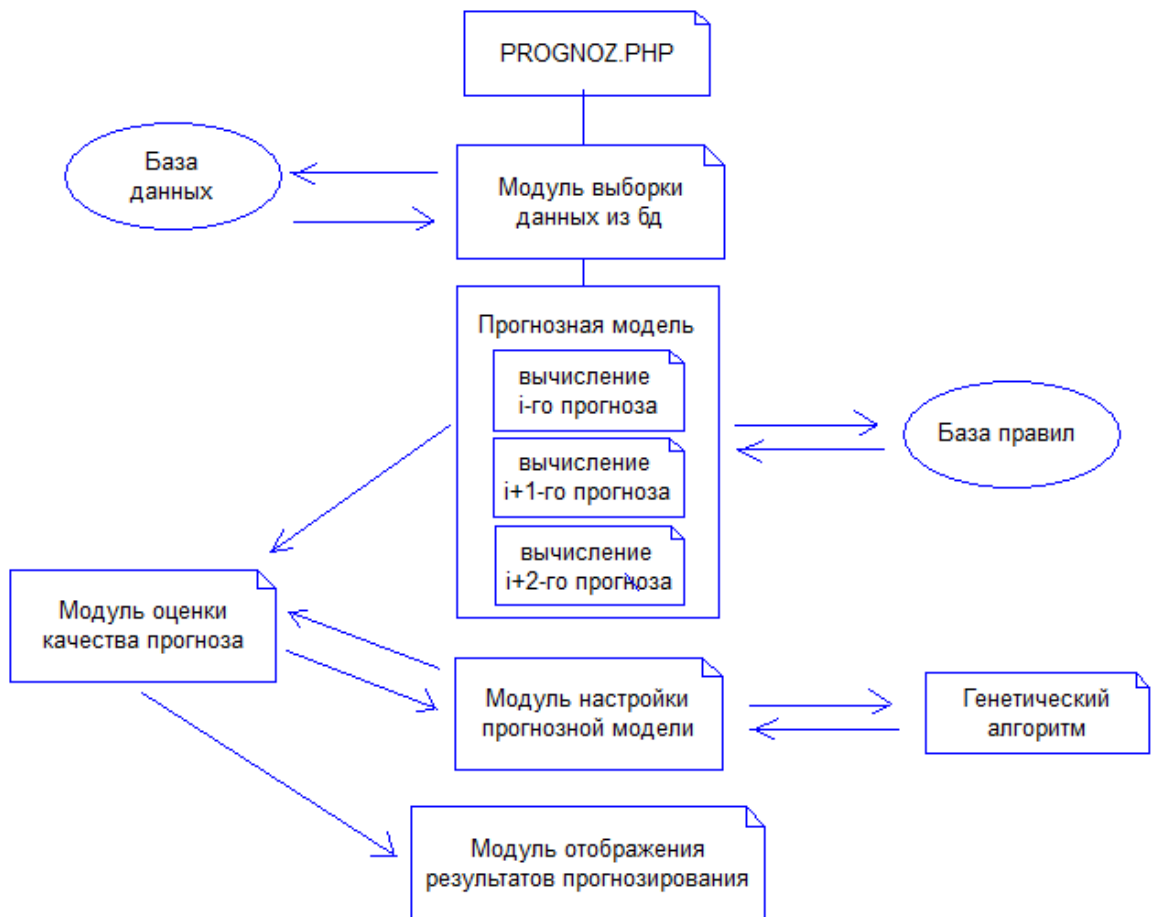 PROGNOZ.PHP
База
данных
Модуль выборки
данных из бд
Прогнозная модель
вычисление
i-го прогноза
вычисление
i+1-го прогноза
вычисление
i+2-го прогноза
База правил
Модуль оценки
качества прогноза
Модуль настройки
прогнозной модели
Генетический
алгоритм
Модуль отображения
результатов прогнозирования